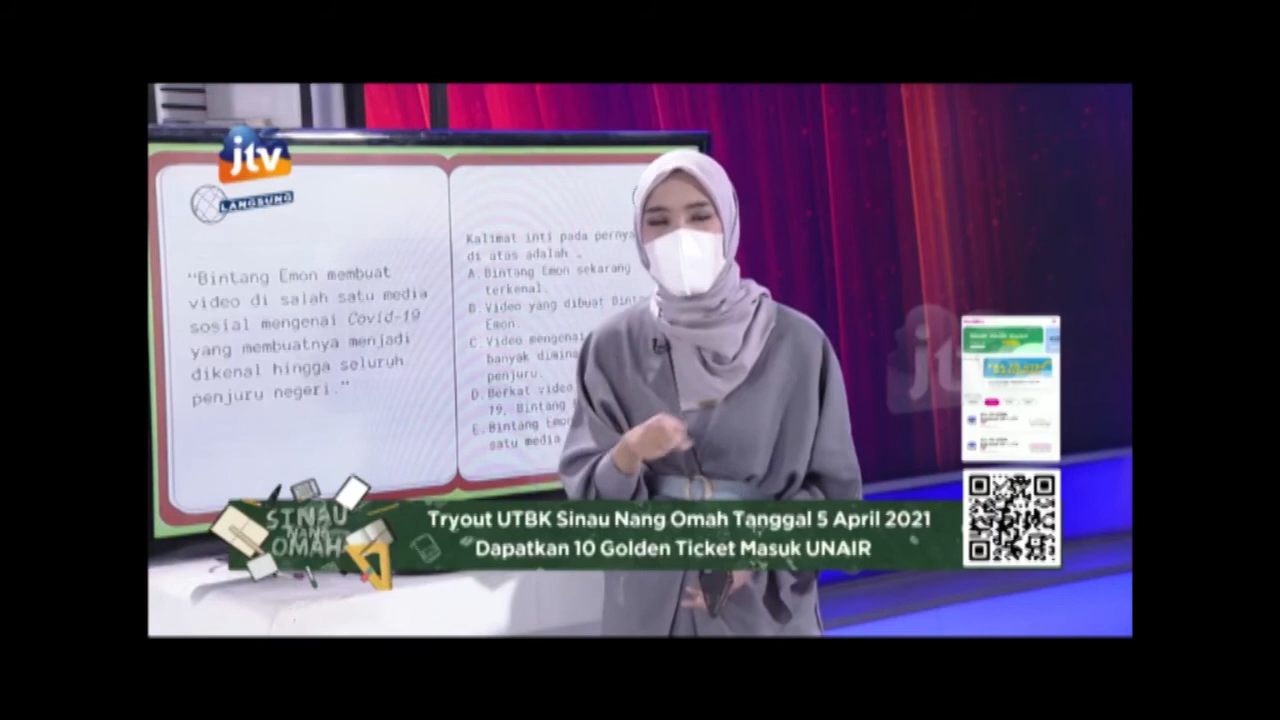 jtv
LANGSUNG
"Bintang Emon membuat
video di salah satu media
sosial mengenai Covid-19
yang membuatnya menjadi
dikenal hingga seluruh
penjuru negeri."
Kalimat inti pada
di atas adalah
A. Bintang Emon sekarang
terkenal.
B. Video yang dibuat
Emon.
C. Video mengenai
banyak
penjuru.
D. Berkat video
19, Bintang
E. Bintang
satu media
SINAU
NANG
OMAH
Tryout UTBK Sinau Nang Omah Tanggal 5 April 2021
Dapatkan 10 Golden Ticket Masuk UNAIR
jtv